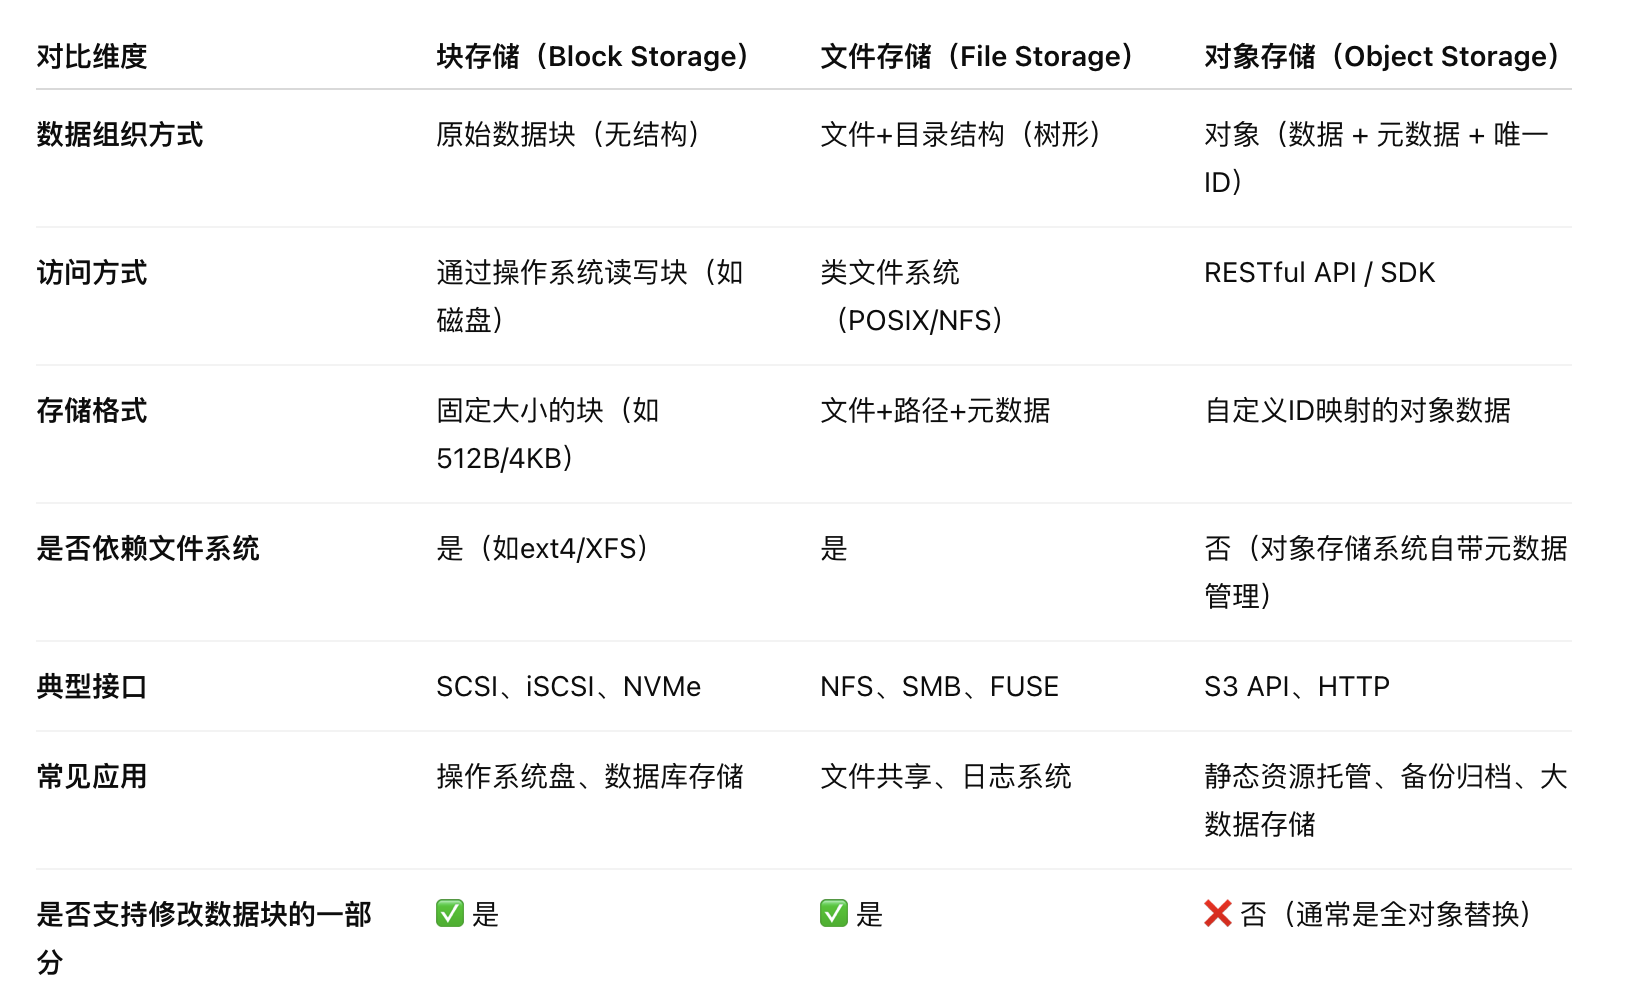 对比维度 块存储（Block Storage） 文件存储（File Storage） 对象存储（Object Storage）
数据组织方式 原始数据块（无结构） 文件+目录结构（树形） 对象（数据 + 元数据 + 唯一
ID）
访问方式 通过操作系统读写块（如 类文件系统 RESTful API / SDK
磁盘） （POSIX/NFS）
存储格式 固定大小的块（如 文件+路径+元数据 自定义ID映射的对象数据
512B/4KB）
是否依赖文件系统 是（如ext4/XFS） 是 否（对象存储系统自带元数据
管理）
典型接口 SCSI、iSCSI、NVMe NFS、SMB、FUSE S3 API、HTTP
常见应用 操作系统盘、数据库存储 文件共享、日志系统 静态资源托管、备份归档、大
数据存储
是否支持修改数据块的一部 ✅ 是 ✅ 是 ❌ 否（通常是全对象替换）
分